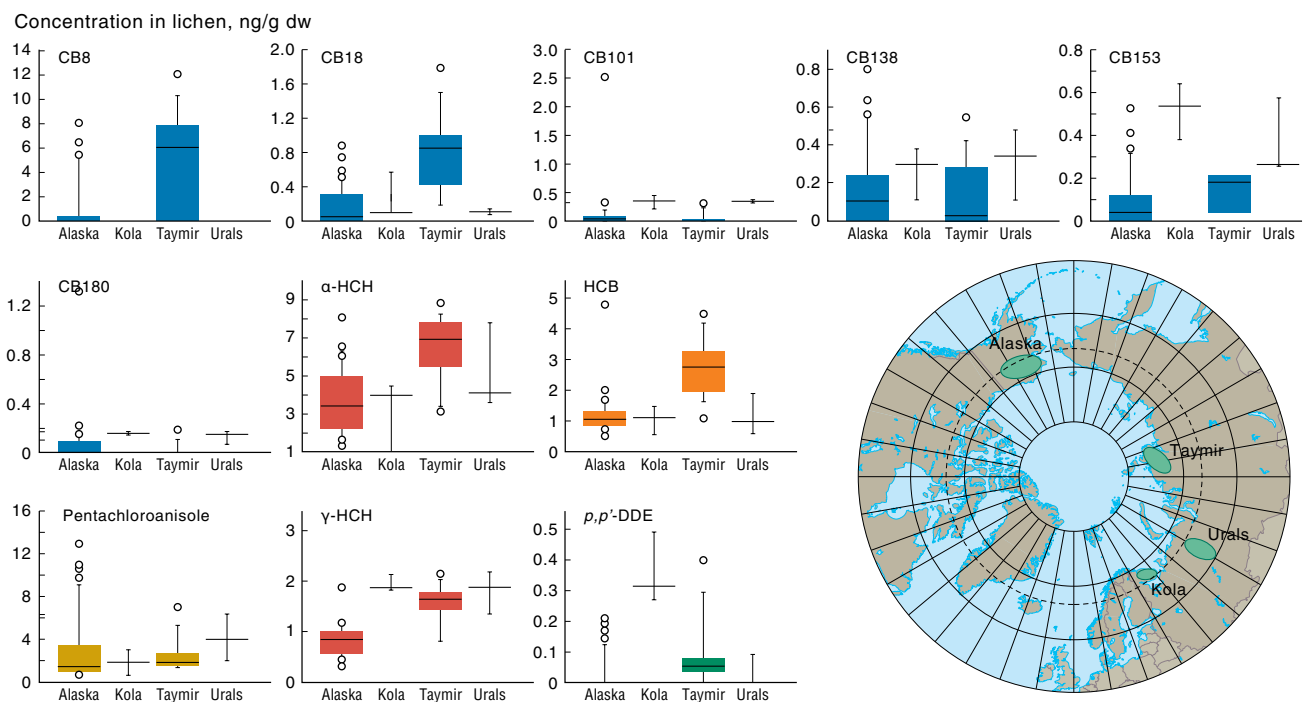 Concentration in lichen, ng/g dw
CB8
14
12
10
8
6
4
2
0
Alaska Kola Taymir Urals
CB18
2.0
1.6
1.2
0.8
0.4
0
Alaska Kola Taymir Urals
CB101
3.0
2.5
2.0
1.5
1.0
0.5
0
Alaska Kola Taymir Urals
CB138
0.8
0.6
0.4
0.2
0
Alaska Kola Taymir Urals
CB153
0.8
0.6
0.4
0.2
0
Alaska Kola Taymir Urals
CB180
1.2
0.8
0.4
0
Alaska Kola Taymir Urals
α-HCH
9
7
5
3
1
Alaska Kola Taymir Urals
HCB
5
4
3
2
1
0
Alaska Kola Taymir Urals
Alaska
Taymir
Urals
Kola
Pentachloroanisole
16
12
8
4
0
Alaska Kola Taymir Urals
γ-HCH
3
2
1
0
Alaska Kola Taymir Urals
p,p'-DDE
0.5
0.4
0.3
0.2
0.1
0
Alaska Kola Taymir Urals